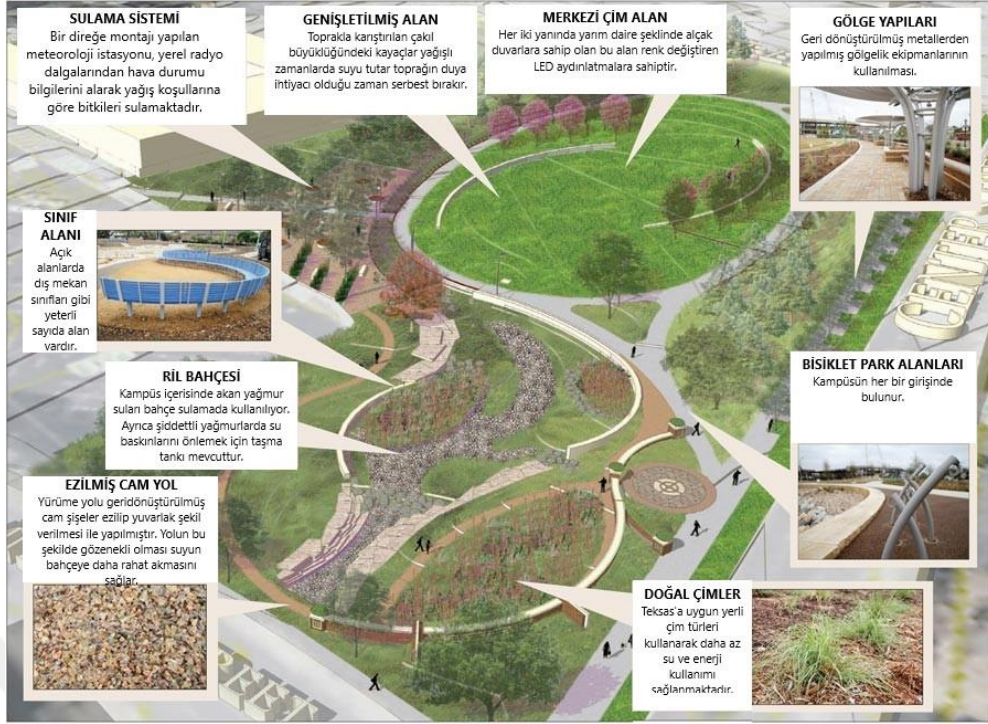 SULAMA SİSTEMİ
Bir direğe montajı yapılan
meteoroloji istasyonu, yerel radyo
dalgalarından hava durumu
bilgilerini alarak yağış koşullarına
göre bitkileri sulamaktadır.
GENİŞLETİLMİŞ ALAN
Toprakla karıştırılan çakıl
büyüklüğündeki kayaçlar yağışlı
zamanlarda suyu tutar toprağın duya
ihtiyacı olduğu zaman serbest bırakır.
MERKEZİ ÇİM ALAN
Her iki yanında yarım daire şeklinde alçak
duvarlara sahip olan bu alan renk değiştiren
LED aydınlatmalara sahiptir.
GÖLGE YAPILARI
Geri dönüştürülmüş metallerden
yapılmış gölgelik ekipmanlarının
kullanılması.
SINIF
ALANI
Açık
alanlarda
dış mekan
sınıfları gibi
yeterli
sayıda alan
vardır.
RİL BAHÇESİ
Kampüs içerisinde akan yağmur
suları bahçe sulamada kullanılıyor.
Ayrıca şiddettli yağmurlarda su
baskınlarını önlemek için taşma
tankı mevcuttur.
BİSİKLET PARK ALANLARI
Kampüsün her bir girişinde
bulunur.
EZİLMİŞ CAM YOL
Yürüme yolu geridönüştürülmüş
cam şişeler ezilip yuvarlak şekil
verilmesi ile yapılmıştır. Yolun bu
şekilde gözenekli olması suyun
bahçeye daha rahat akmasını
sağlar.
DOĞAL ÇİMLER
Teksas'a uygun yerli
çim türleri
kullanarak daha az
su ve enerji
kullanımı
sağlanmaktadır.